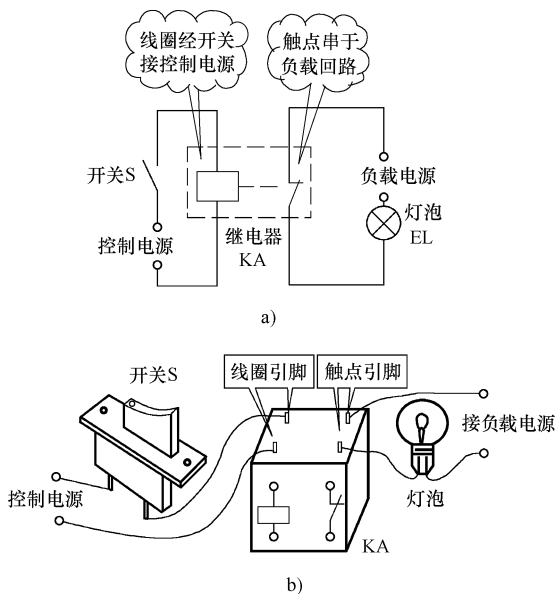 线圈经开关
接控制电源
触点串于
负载回路
开关S
控制电源
继电器
KA
负载电源
灯泡
EL
a)
开关S
线圈引脚
触点引脚
控制电源
接负载电源
灯泡
KA
b)